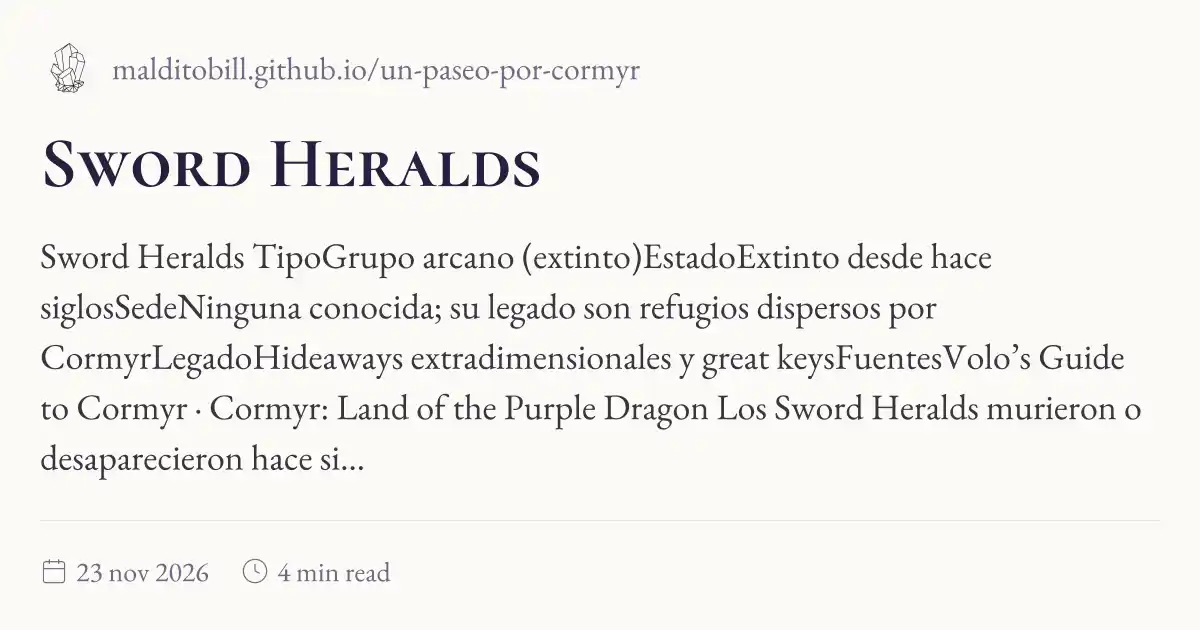 malditobill.github.io/un-paseo-por-cormyr
Sword Heralds
Sword Heralds TipoGrupo arcano (extinto)EstadoExtinto desde hace
siglosSedeNinguna conocida; su legado son refugios dispersos por
CormyrLegadoHideaways extradimensionales y great keysFuentesVolo’s Guide
to Cormyr · Cormyr: Land of the Purple Dragon Los Sword Heralds murieron o
desaparecieron hace si...
23 nov 2026 4 min read